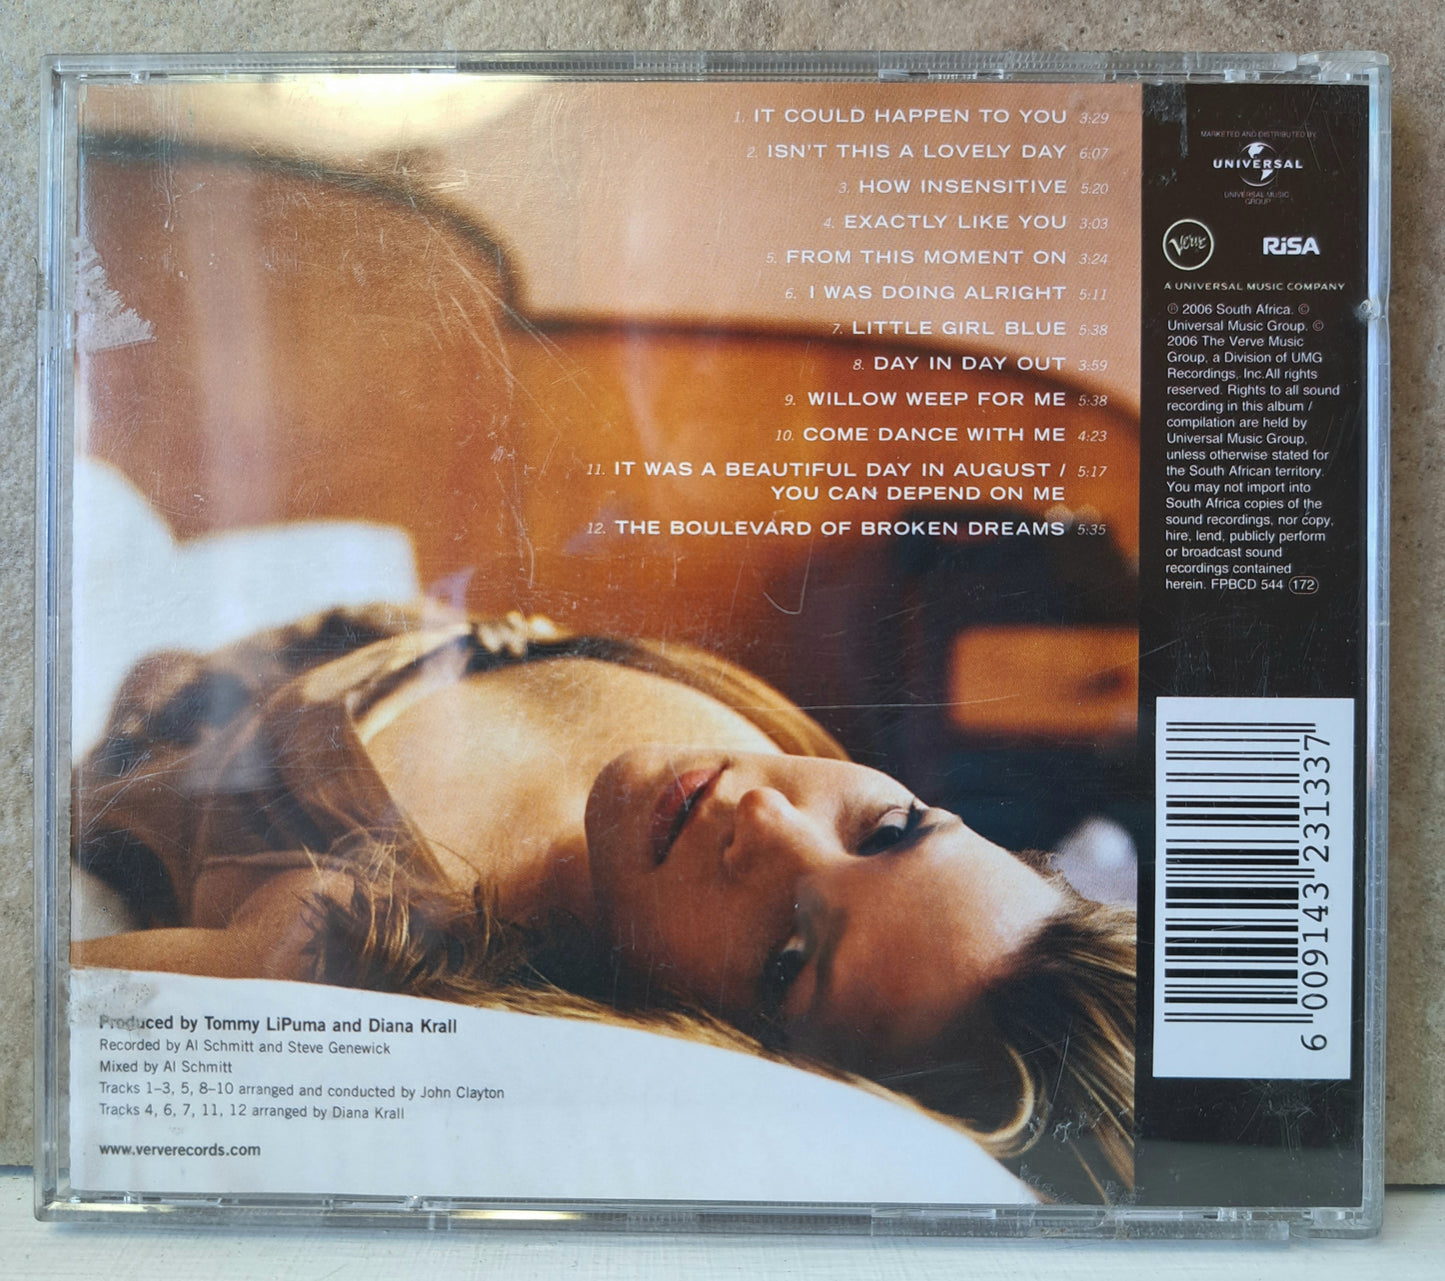 1. IT COULD HAPPEN TO YOU 3:29
2. ISN'T THIS A LOVELY DAY 6:07
3. HOW INSENSITIVE 5:20
4. EXACTLY LIKE YOU 3:03
5. FROM THIS MOMENT ON 3:24
6. I WAS DOING ALRIGHT 5:11
7. LITTLE GIRL BLUE 5:38
8. DAY IN DAY OUT 3:59
9. WILLOW WEEP FOR ME 5:38
10. COME DANCE WITH ME 4:23
11. IT WAS A BEAUTIFUL DAY IN AUGUST / 5:17
YOU CAN DEPEND ON ME
12. THE BOULEVARD OF BROKEN DREAMS 5:35
Produced by Tommy LiPuma and Diana Krall
Recorded by Al Schmitt and Steve Genewick
Mixed by Al Schmitt
Tracks 1–3, 5, 8–10 arranged and conducted by John Clayton
Tracks 4, 6, 7, 11, 12 arranged by Diana Krall
www.ververecords.com
MARKETED AND DISTRIBUTED BY
UNIVERSAL
UNIVERSAL MUSIC
GROUP
Verve
RiSA
A UNIVERSAL MUSIC COMPANY
℗ 2006 South Africa. ©
Universal Music Group. ©
2006 The Verve Music
Group, a Division of UMG
Recordings, Inc.All rights
reserved. Rights to all sound
recording in this album /
compilation are held by
Universal Music Group,
unless otherwise stated for
the South African territory.
You may not import into
South Africa copies of the
sound recordings, nor copy,
hire, lend, publicly perform
or broadcast sound
recordings contained
herein. FPBCD 544 172
6 009143 231337